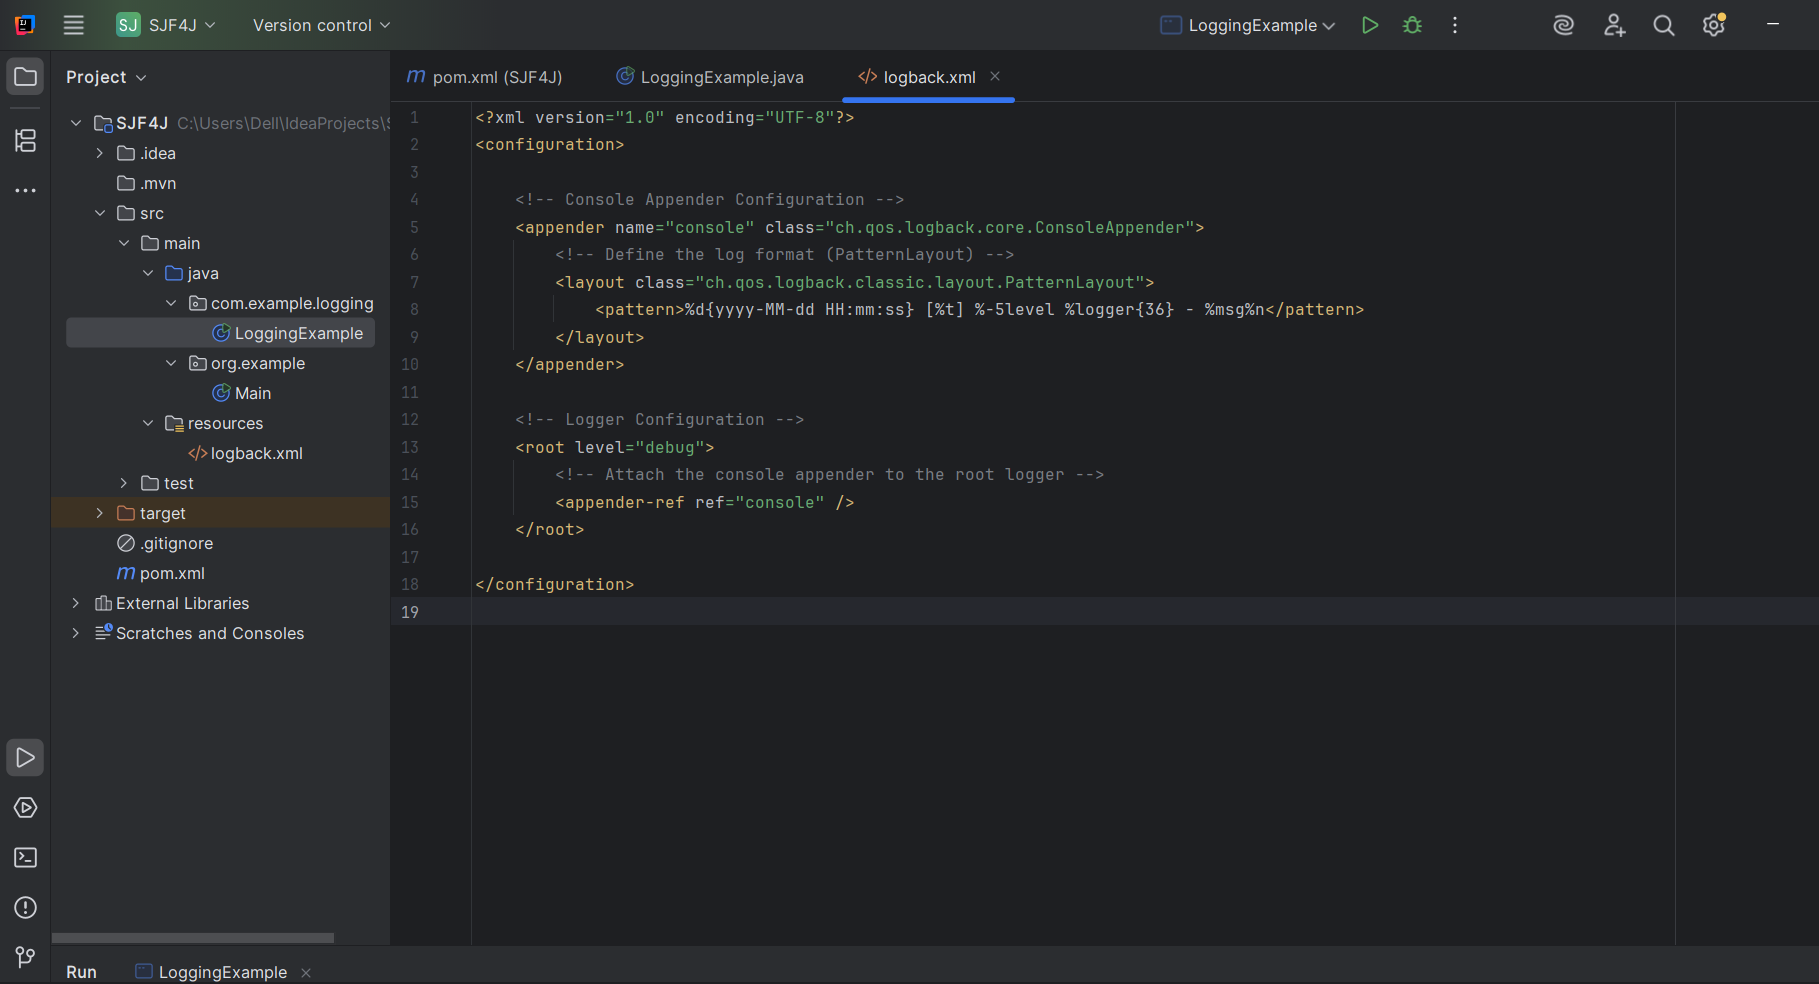 SJ SJF4J Version control LoggingExample
Project
pom.xml (SJF4J) LoggingExample.java logback.xml
SJF4J C:\Users\Dell\IdeaProjects\
.idea
.mvn
src
main
java
com.example.logging
LoggingExample
org.example
Main
resources
logback.xml
test
target
.gitignore
pom.xml
External Libraries
Scratches and Consoles
1 <?xml version="1.0" encoding="UTF-8"?>
2 <configuration>
3
4 <!-- Console Appender Configuration -->
5 <appender name="console" class="ch.qos.logback.core.ConsoleAppender">
6 <!-- Define the log format (PatternLayout) -->
7 <layout class="ch.qos.logback.classic.layout.PatternLayout">
8 <pattern>%d{yyyy-MM-dd HH:mm:ss} [%t] %-5level %logger{36} - %msg%n</pattern>
9 </layout>
10 </appender>
11
12 <!-- Logger Configuration -->
13 <root level="debug">
14 <!-- Attach the console appender to the root logger -->
15 <appender-ref ref="console" />
16 </root>
17
18 </configuration>
19
Run LoggingExample